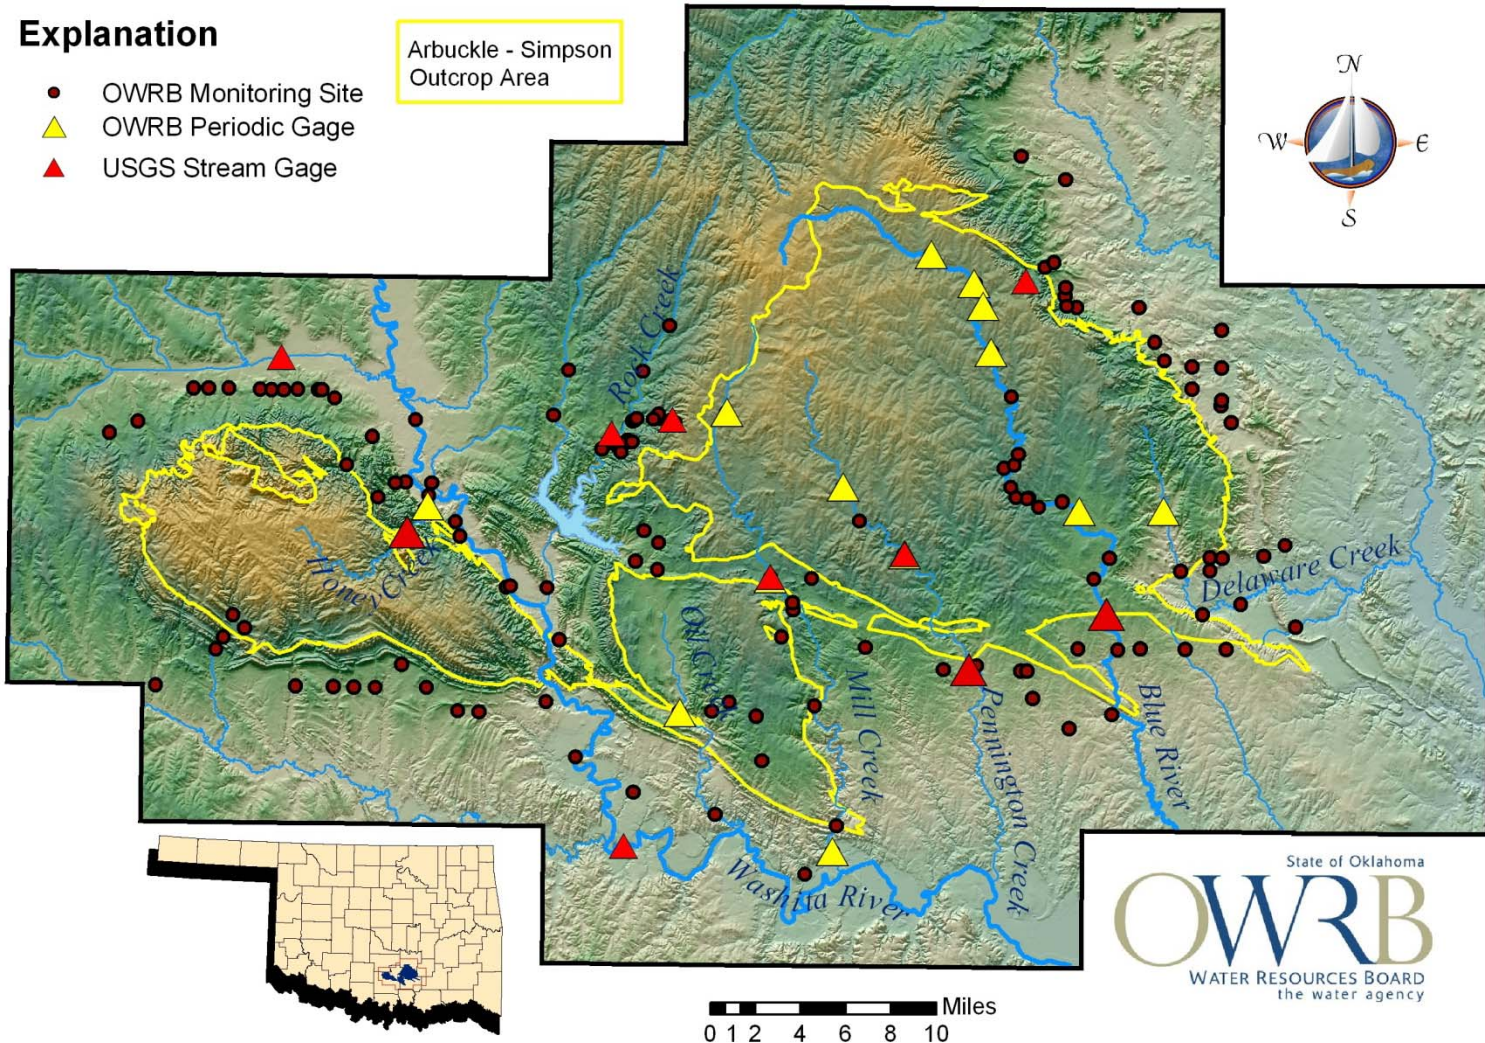 Explanation
OWRB Monitoring Site
OWRB Periodic Gage
USGS Stream Gage
Arbuckle - Simpson
Outcrop Area
N
W
E
S
Rock Creek
Honey Creek
Oil Creek
Mill Creek
Pennington Creek
Blue River
Delaware Creek
Washita River
0 1 2 4 6 8 10
Miles
State of Oklahoma
OWRB
WATER RESOURCES BOARD
the water agency